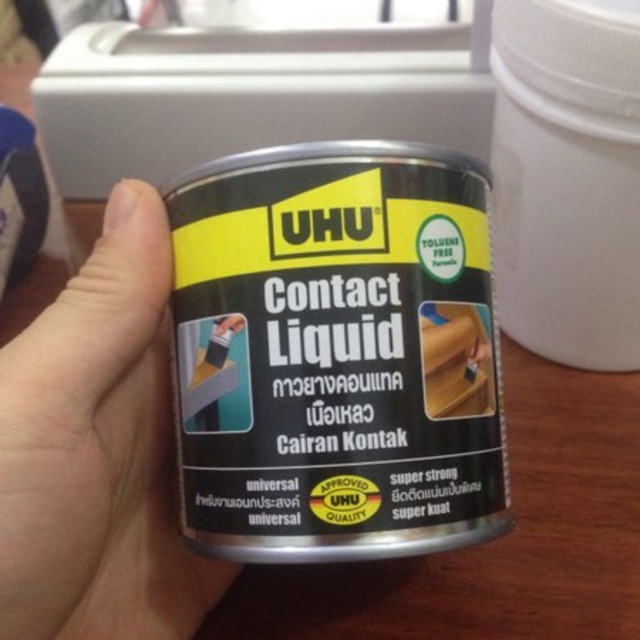 UHU®
TOLUENE
FREE
Formula
Contact
Liquid
กาวยางคอนแทค
เนื้อเหลว
Cairan Kontak
universal
สำหรับงานเอนกประสงค์
universal
APPROVED
UHU
QUALITY
super strong
ยึดติดแน่นเป็นพิเศษ
super kuat